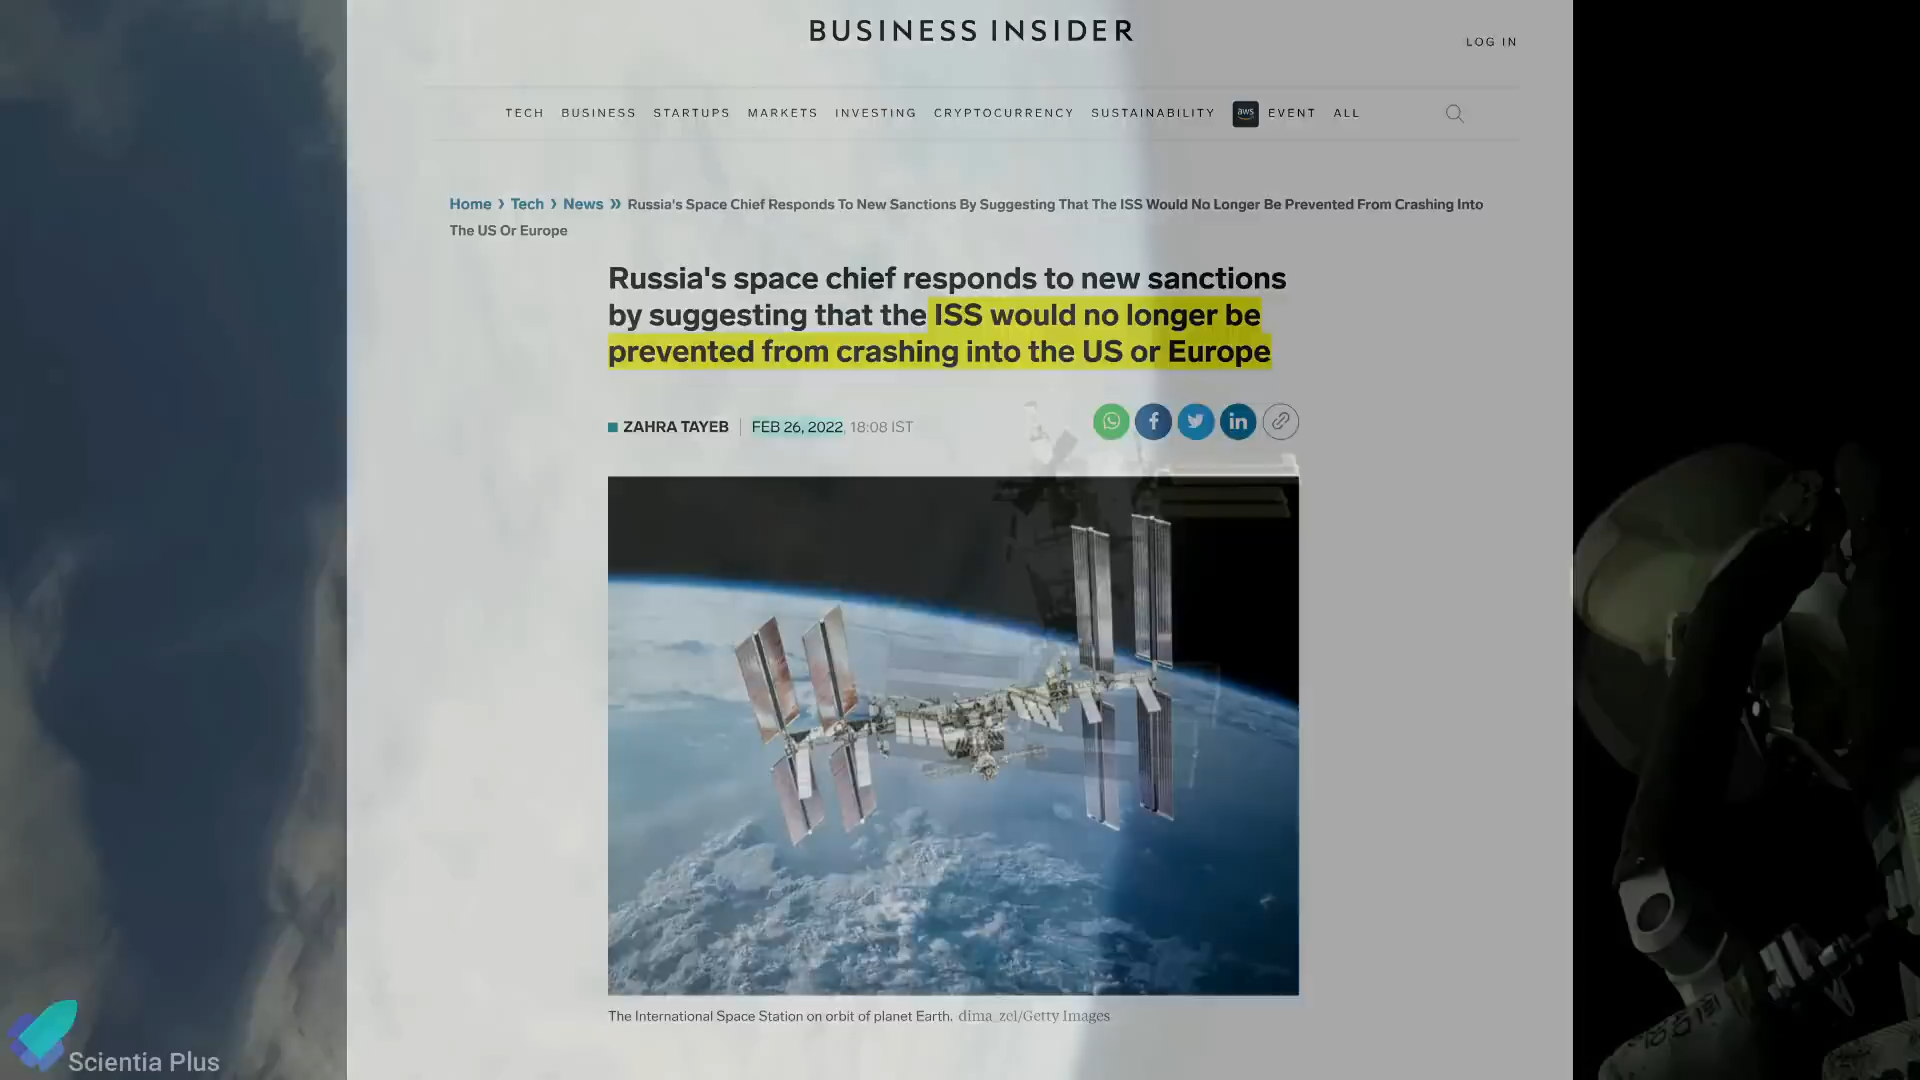 BUSINESS INSIDER
LOG IN
TECH BUSINESS STARTUPS MARKETS INVESTING CRYPTOCURRENCY SUSTAINABILITY aws EVENT ALL
Home › Tech › News » Russia's Space Chief Responds To New Sanctions By Suggesting That The ISS Would No Longer Be Prevented From Crashing Into
The US Or Europe
Russia's space chief responds to new sanctions
by suggesting that the ISS would no longer be
prevented from crashing into the US or Europe
ZAHRA TAYEB | FEB 26, 2022, 18:08 IST
The International Space Station on orbit of planet Earth. dima_zel/Getty Images
Scientia Plus